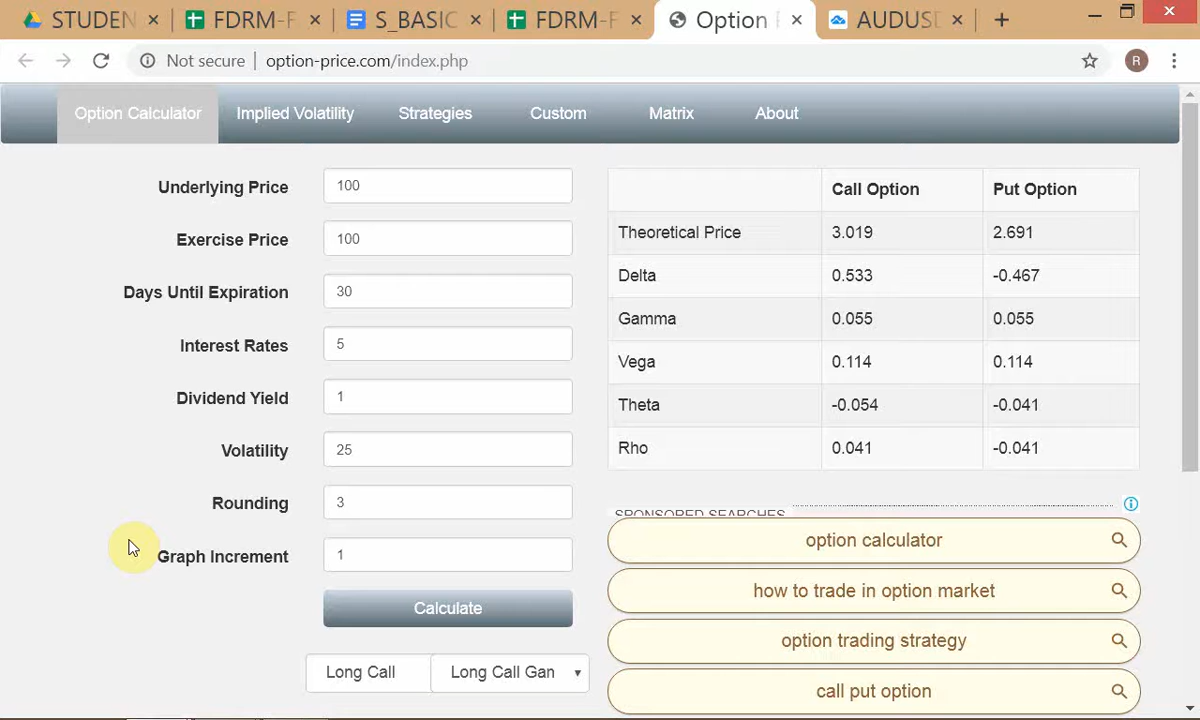 STUDEN
FDRM-F
S_BASIC
FDRM-F
Option P
AUDUSD
Not secure | option-price.com/index.php
R
Option Calculator
Implied Volatility
Strategies
Custom
Matrix
About
Underlying Price 100
Exercise Price 100
Days Until Expiration 30
Interest Rates 5
Dividend Yield 1
Volatility 25
Rounding 3
Graph Increment 1
Calculate
Long Call
Long Call Gan
Call Option Put Option
Theoretical Price 3.019 2.691
Delta 0.533 -0.467
Gamma 0.055 0.055
Vega 0.114 0.114
Theta -0.054 -0.041
Rho 0.041 -0.041
SPONSORED SEARCHES
option calculator
how to trade in option market
option trading strategy
call put option